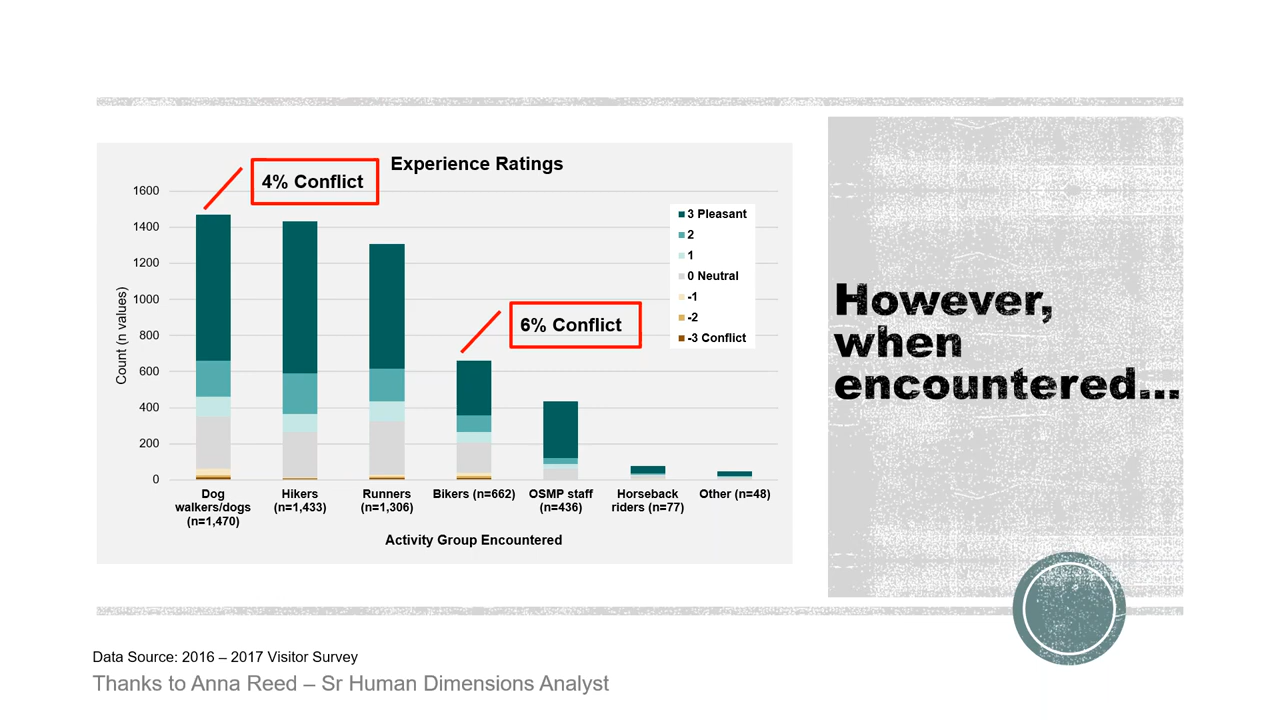 Experience Ratings
4% Conflict
6% Conflict
1600
1400
1200
1000
800
600
400
200
0
Count (n values)
3 Pleasant
2
1
0 Neutral
-1
-2
-3 Conflict
Dog
walkers/dogs
(n=1,470)
Hikers
(n=1,433)
Runners
(n=1,306)
Bikers (n=662)
OSMP staff
(n=436)
Horseback
riders (n=77)
Other (n=48)
Activity Group Encountered
However,
when
encountered…
Data Source: 2016 – 2017 Visitor Survey
Thanks to Anna Reed – Sr Human Dimensions Analyst